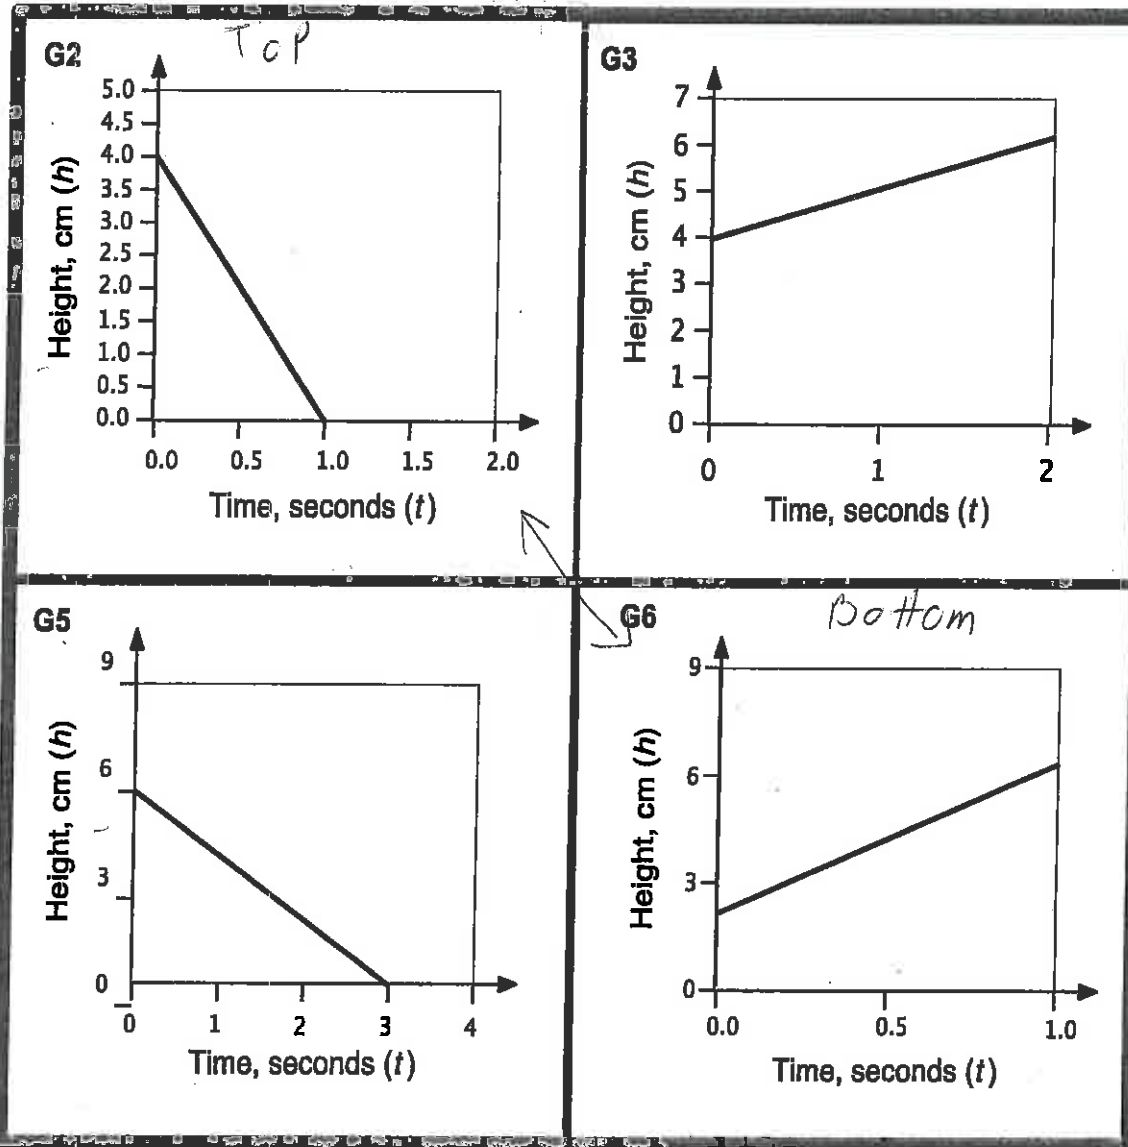 G2 Top
5.0
4.5
4.0
3.5
3.0
2.5
2.0
1.5
1.0
0.5
0.0
Height, cm (h)
0.0 0.5 1.0 1.5 2.0
Time, seconds (t)
G3
7
6
5
4
3
2
1
0
Height, cm (h)
0 1 2
Time, seconds (t)
G5
9
6
3
0
Height, cm (h)
0 1 2 3 4
Time, seconds (t)
G6 Bottom
9
6
3
0
Height, cm (h)
0.0 0.5 1.0
Time, seconds (t)